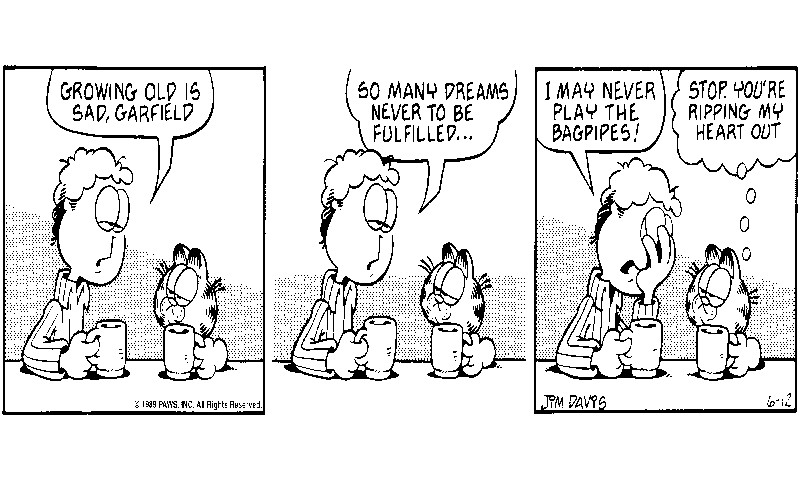 GROWING OLD IS
SAD, GARFIELD
© 1989 PAWS, INC. All Rights Reserved.
SO MANY DREAMS
NEVER TO BE
FULFILLED...
I MAY NEVER
PLAY THE
BAGPIPES!
STOP. YOU'RE
RIPPING MY
HEART OUT
JIM DAVIS
6-12